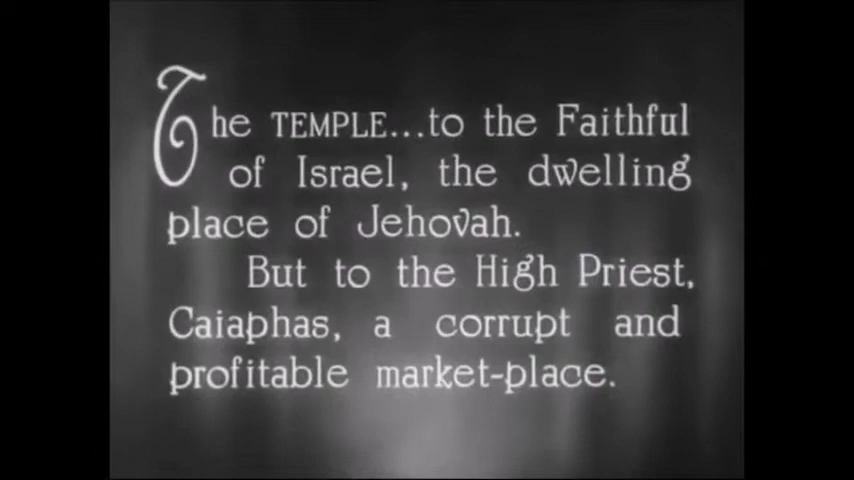 The TEMPLE...to the Faithful
of Israel, the dwelling
place of Jehovah.
But to the High Priest,
Caiaphas, a corrupt and
profitable market-place.